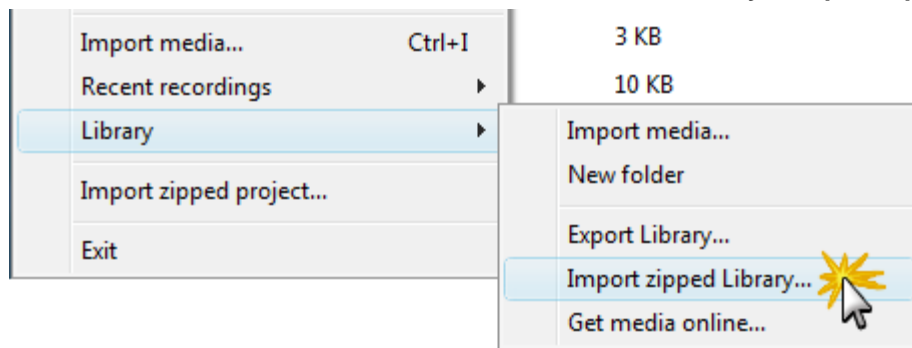 Import media... Ctrl+I
Recent recordings
Library
Import zipped project...
Exit
3 KB
10 KB
Import media...
New folder
Export Library...
Import zipped Library...
Get media online...